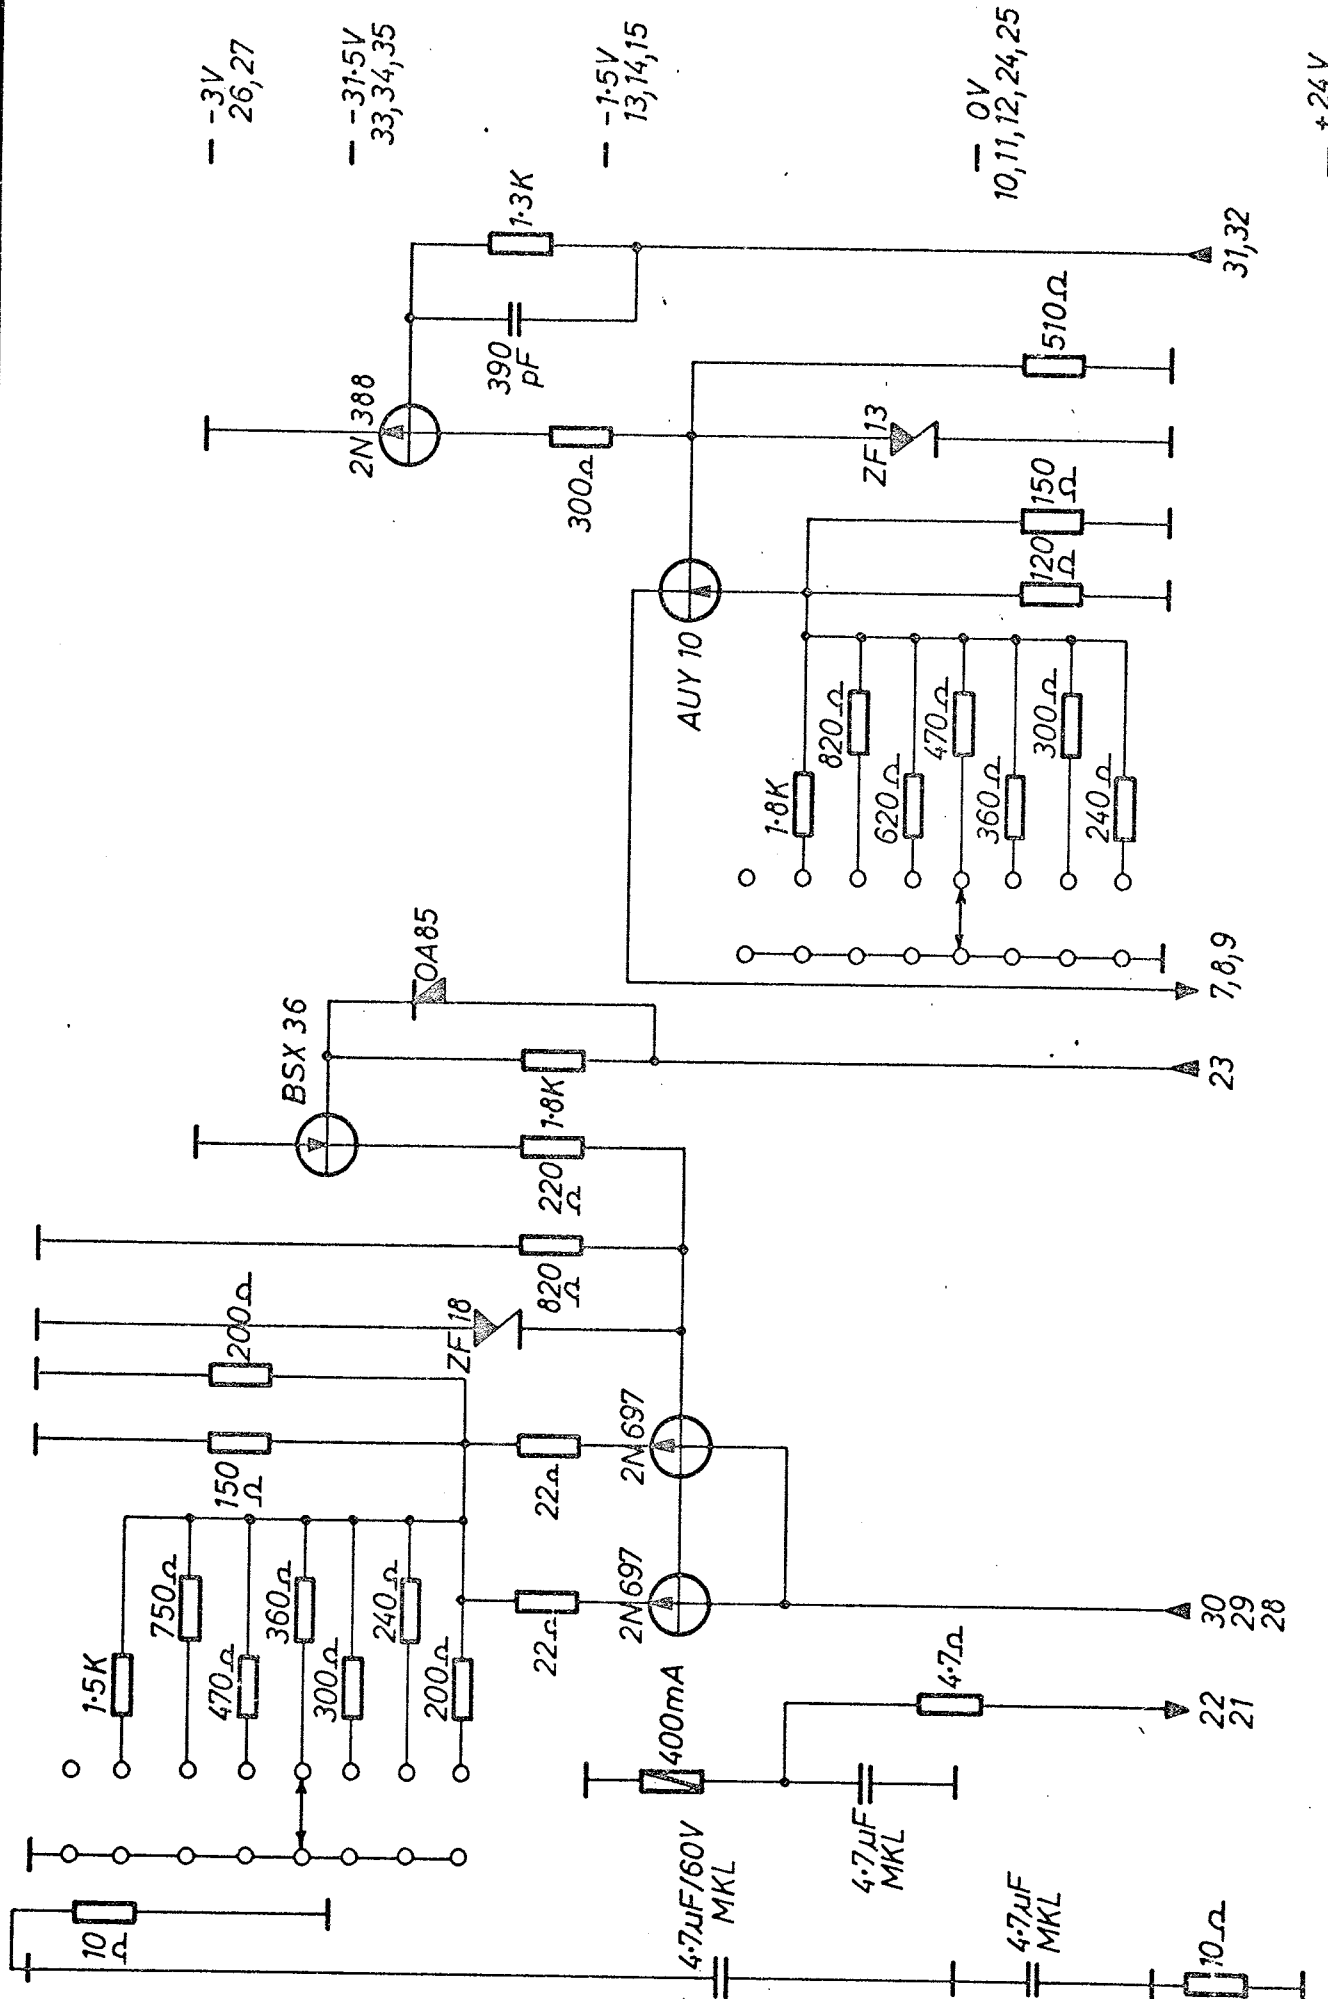 - -3V
26,27
- -31·5V
33,34,35
- -1·5V
13,14,15
- 0V
10,11,12,24,25
+24V
1·3K
390
pF
2N 388
300Ω
31,32
510Ω
ZF 13
150
Ω
120
Ω
AUY 10
1·8K
820Ω
620Ω
470Ω
360Ω
300Ω
240Ω
7,8,9
OA85
BSX 36
1·8K
23
220
Ω
820
Ω
ZF 18
200Ω
150
Ω
22Ω
2N 697
22Ω
2N 697
1·5K
750Ω
470Ω
360Ω
300Ω
240Ω
200Ω
30
29
28
400mA
4·7Ω
22
21
4·7µF
MKL
4·7µF/60V
MKL
10
Ω
4·7µF
MKL
10Ω